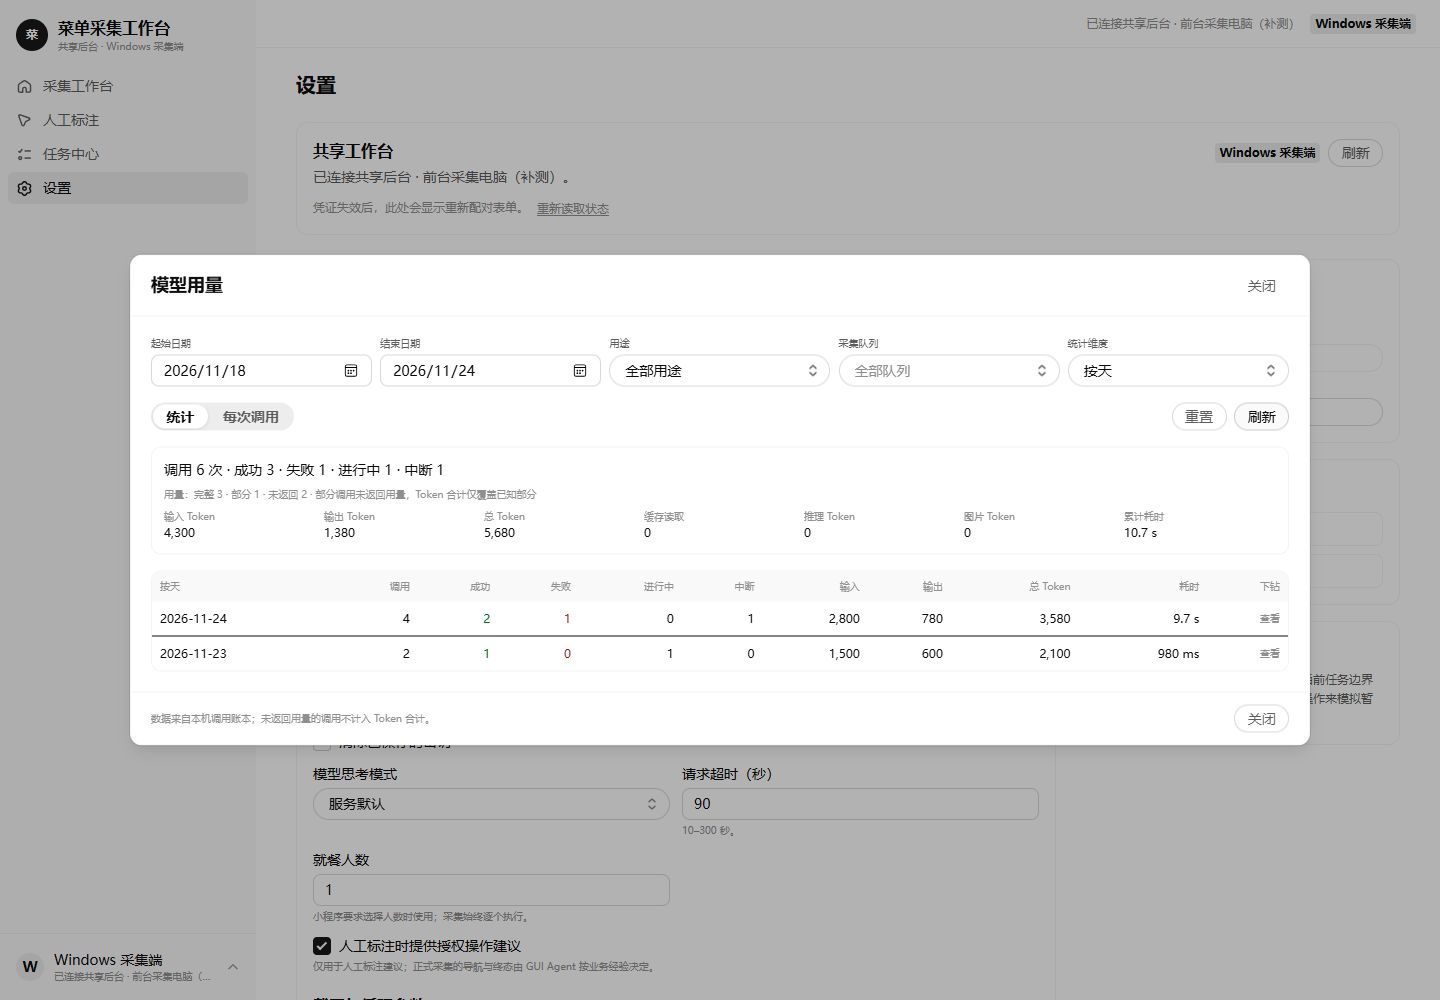 菜
菜单采集工作台
共享后台 · Windows 采集端
采集工作台
人工标注
任务中心
设置
已连接共享后台 · 前台采集电脑（补测）
Windows 采集端
设置
共享工作台
Windows 采集端
刷新
已连接共享后台 · 前台采集电脑（补测）。
凭证失效后，此处会显示重新配对表单。 重新读取状态
模型用量
关闭
起始日期 结束日期 用途 采集队列 统计维度
2026/11/18 2026/11/24 全部用途 全部队列 按天
统计 每次调用 重置 刷新
调用 6 次 · 成功 3 · 失败 1 · 进行中 1 · 中断 1
用量：完整 3 · 部分 1 · 未返回 2 · 部分调用未返回用量，Token 合计仅覆盖已知部分
输入 Token 输出 Token 总 Token 缓存读取 推理 Token 图片 Token 累计耗时
4,300 1,380 5,680 0 0 0 10.7 s
按天 调用 成功 失败 进行中 中断 输入 输出 总 Token 耗时 下钻
2026-11-24 4 2 1 0 1 2,800 780 3,580 9.7 s 查看
2026-11-23 2 1 0 1 0 1,500 600 2,100 980 ms 查看
前任务边界
作来模拟暂
数据来自本机调用账本；未返回用量的调用不计入 Token 合计。
关闭
模型思考模式 请求超时（秒）
服务默认 90
10–300 秒。
就餐人数
1
小程序要求选择人数时使用；采集始终逐个执行。
人工标注时提供授权操作建议
仅用于人工标注建议；正式采集的导航与终态由 GUI Agent 按业务经验决定。
W
Windows 采集端
已连接共享后台 · 前台采集电脑（...